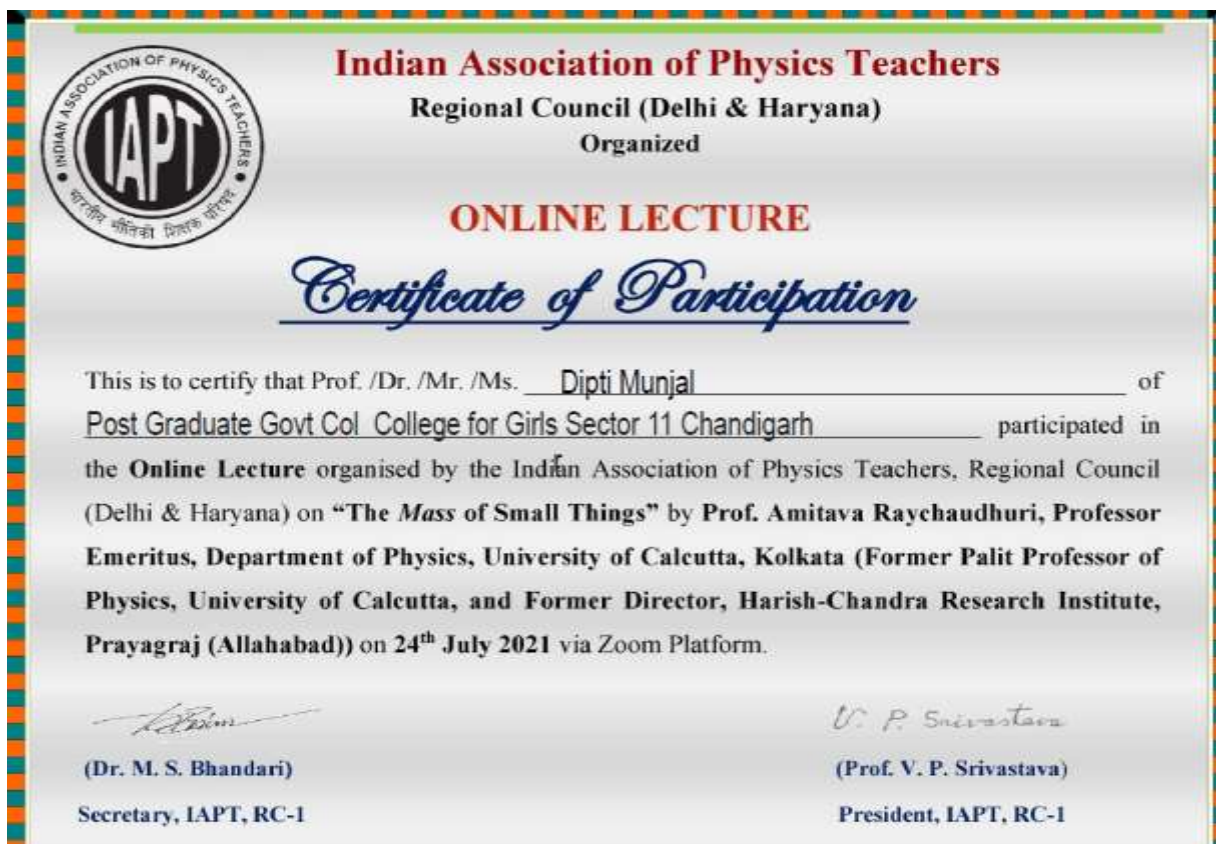 INDIAN ASSOCIATION OF PHYSICS TEACHERS
IAPT
भारतीय भौतिकी शिक्षक परिषद
Indian Association of Physics Teachers
Regional Council (Delhi & Haryana)
Organized
ONLINE LECTURE
Certificate of Participation
This is to certify that Prof. /Dr. /Mr. /Ms. Dipti Munjal of
Post Graduate Govt Col College for Girls Sector 11 Chandigarh participated in
the Online Lecture organised by the Indian Association of Physics Teachers, Regional Council
(Delhi & Haryana) on “The Mass of Small Things” by Prof. Amitava Raychaudhuri, Professor
Emeritus, Department of Physics, University of Calcutta, Kolkata (Former Palit Professor of
Physics, University of Calcutta, and Former Director, Harish-Chandra Research Institute,
Prayagraj (Allahabad)) on 24th July 2021 via Zoom Platform.
V. P. Srivastava
(Dr. M. S. Bhandari) (Prof. V. P. Srivastava)
Secretary, IAPT, RC-1 President, IAPT, RC-1